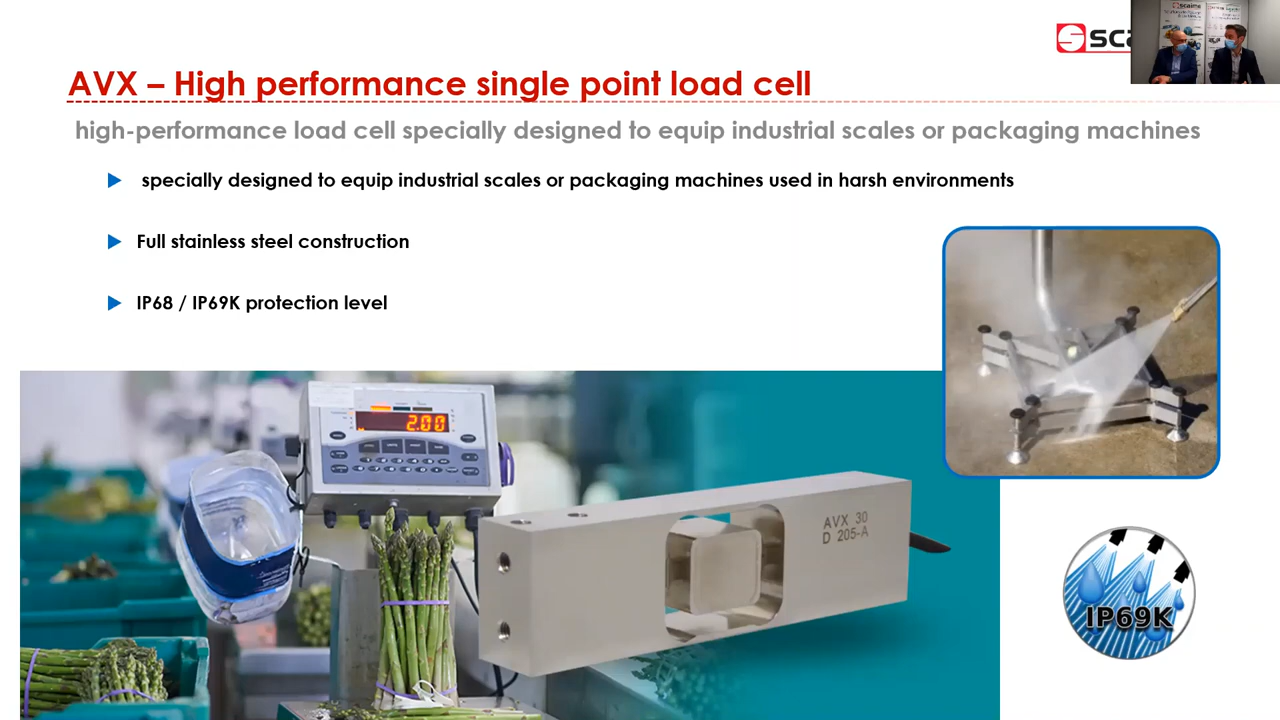 AVX – High performance single point load cell
high-performance load cell specially designed to equip industrial scales or packaging machines
specially designed to equip industrial scales or packaging machines used in harsh environments
Full stainless steel construction
IP68 / IP69K protection level
2.00
AVX 30
D 205-A
IP69K